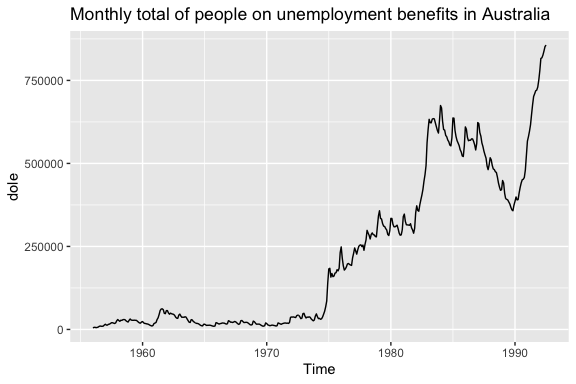 Monthly total of people on unemployment benefits in Australia
750000
500000
250000
0
dole
1960
1970
1980
1990
Time